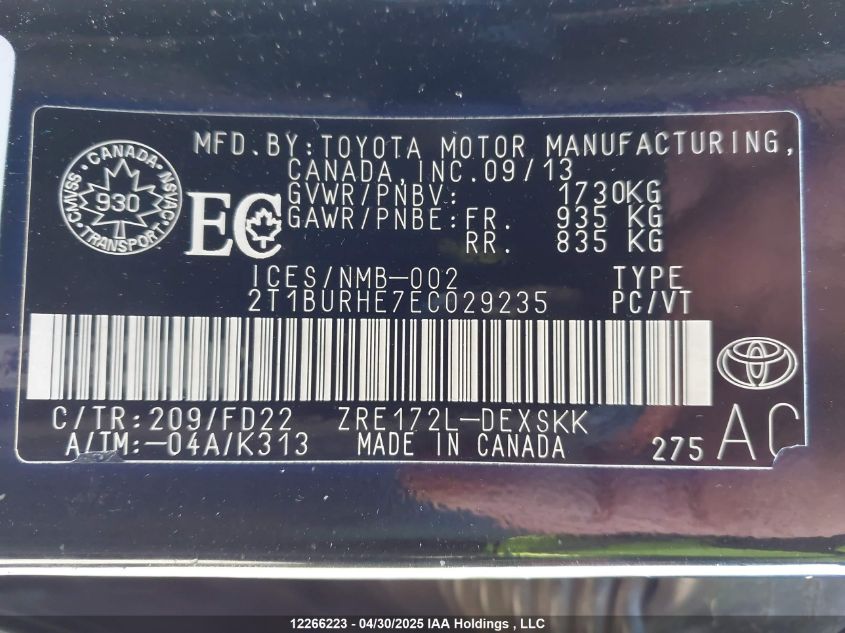 MFD.BY:TOYOTA MOTOR MANUFACTURING,
CANADA,INC.09/13
GVWR/PNBV: 1730KG
GAWR/PNBE:FR. 935 KG
RR. 835 KG
CANADA
CMVSS
930
NSVAC
TRANSPORT
EC
ICES/NMB-002 TYPE
2T1BURHE7EC029235 PC/VT
C/TR:209/FD22 ZRE172L-DEXSKK
A/TM:-04A/K313 MADE IN CANADA 275 AC
12266223 - 04/30/2025 IAA Holdings , LLC